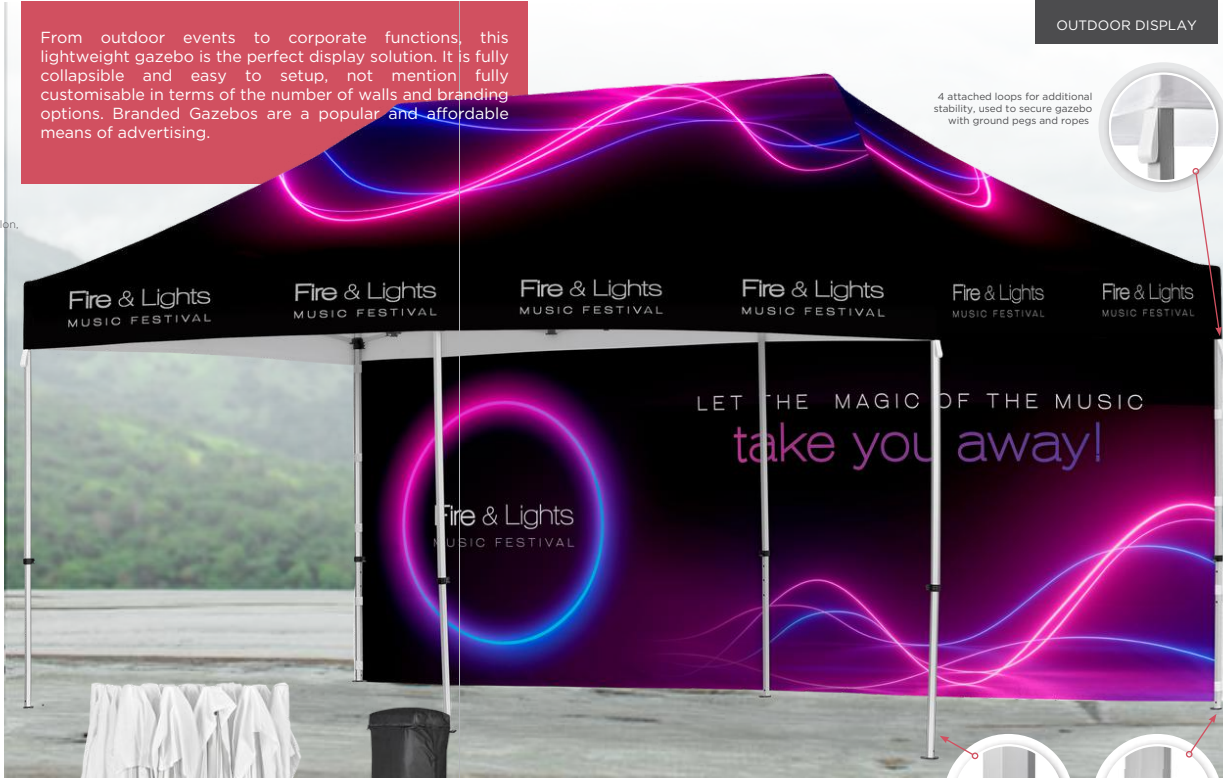 From outdoor events to corporate functions, this
lightweight gazebo is the perfect display solution. It is fully
collapsible and easy to setup, not mention fully
customisable in terms of the number of walls and branding
options. Branded Gazebos are a popular and affordable
means of advertising.
OUTDOOR DISPLAY
4 attached loops for additional
stability, used to secure gazebo
with ground pegs and ropes
Fire & Lights
MUSIC FESTIVAL
Fire & Lights
MUSIC FESTIVAL
Fire & Lights
MUSIC FESTIVAL
Fire & Lights
MUSIC FESTIVAL
Fire & Lights
MUSIC FESTIVAL
Fire & Lights
MUSIC FESTIVAL
LET THE MAGIC OF THE MUSIC
take you away!
Fire & Lights
MUSIC FESTIVAL